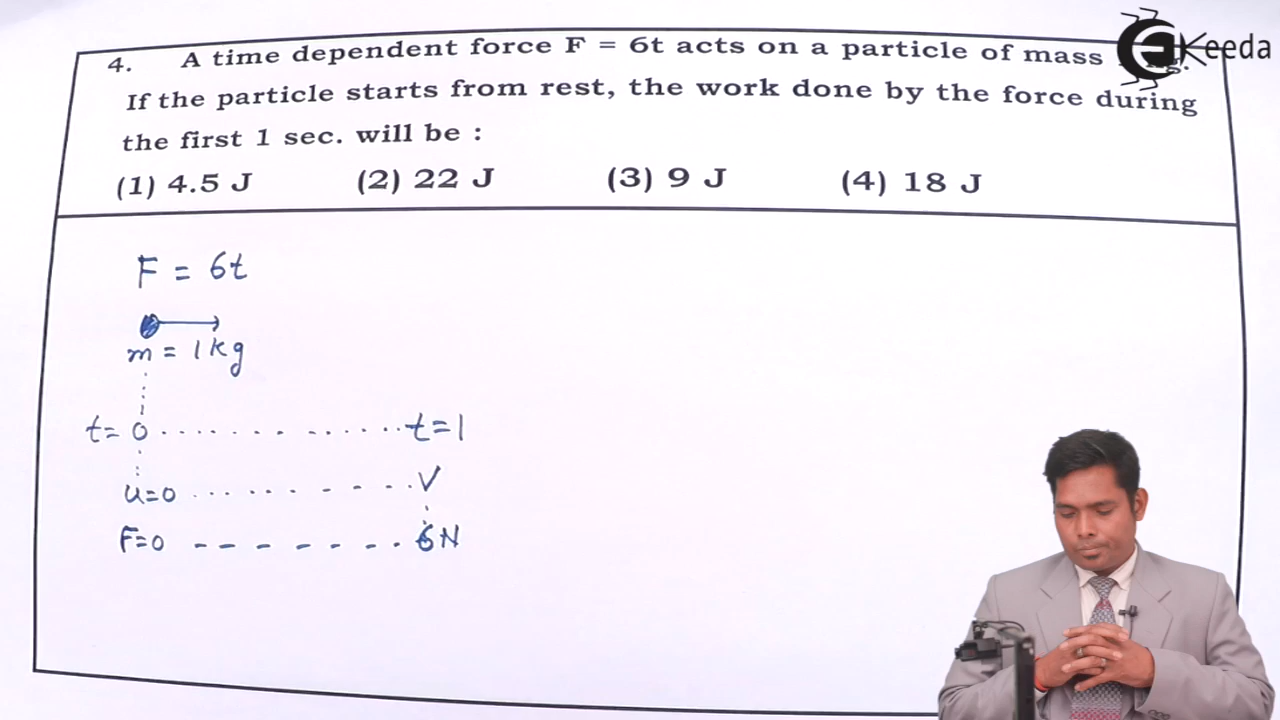 4. A time dependent force F = 6t acts on a particle of mass
If the particle starts from rest, the work done by the force during
the first 1 sec. will be :
(1) 4.5 J (2) 22 J (3) 9 J (4) 18 J
F = 6t
m = 1kg
t= 0 ............ t=1
u=0 ......... V
F=0 - - - - - - - 6N
Keeda